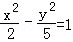 x²/2 − y²/5 = 1